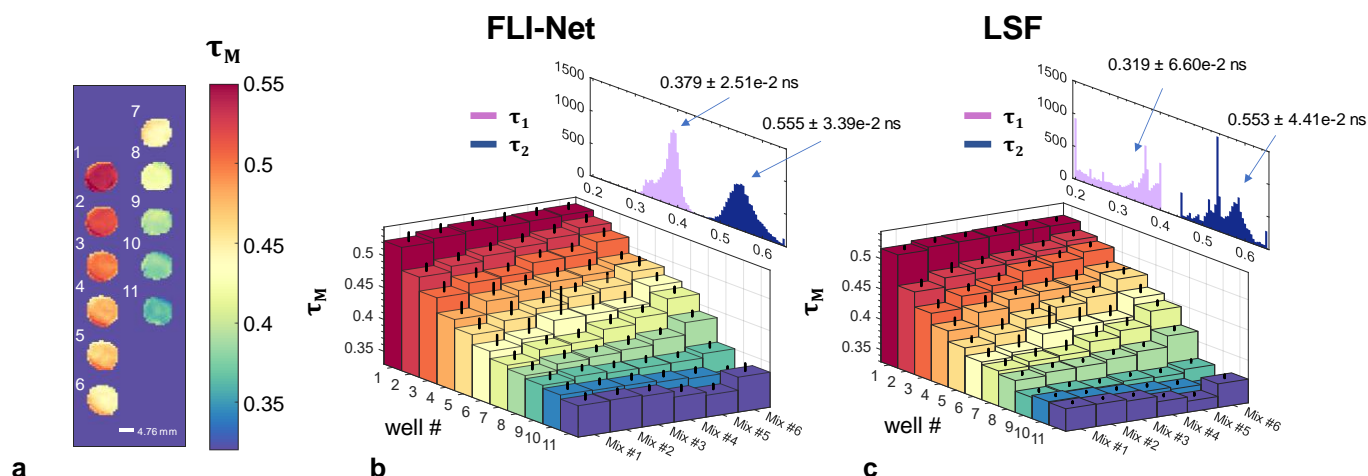 FLI-Net
LSF
τM
0.55
0.5
0.45
0.4
0.35
1
2
3
4
5
6
7
8
9
10
11
4.76 mm
a
1500
1000
500
0
0.379 ± 2.51e-2 ns
0.555 ± 3.39e-2 ns
τ1
τ2
0.2
0.3
0.4
0.5
0.6
τM
0.5
0.45
0.4
0.35
1
2
3
4
5
6
7
8
9
10
11
well #
Mix #1
Mix #2
Mix #3
Mix #4
Mix #5
Mix #6
b
1500
1000
500
0
0.319 ± 6.60e-2 ns
0.553 ± 4.41e-2 ns
τ1
τ2
0.2
0.3
0.4
0.5
0.6
τM
0.5
0.45
0.4
0.35
1
2
3
4
5
6
7
8
9
10
11
well #
Mix #1
Mix #2
Mix #3
Mix #4
Mix #5
Mix #6
c